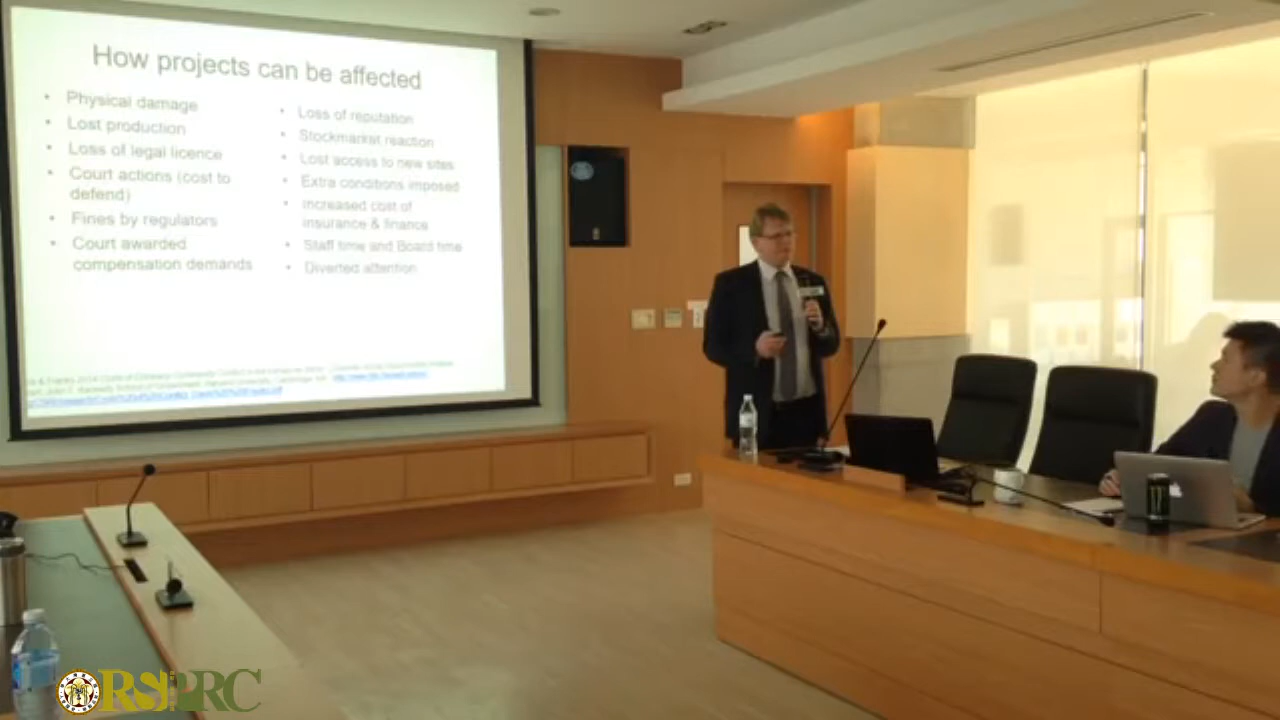 How projects can be affected
• Physical damage
• Lost production
• Loss of legal licence
• Court actions (cost to
defend)
• Fines by regulators
• Court awarded
compensation demands
• Loss of reputation
• Stockmarket reaction
• Lost access to new sites
• Extra conditions imposed
• Increased cost of
insurance & finance
• Staff time and Board time
• Diverted attention
RSPRC